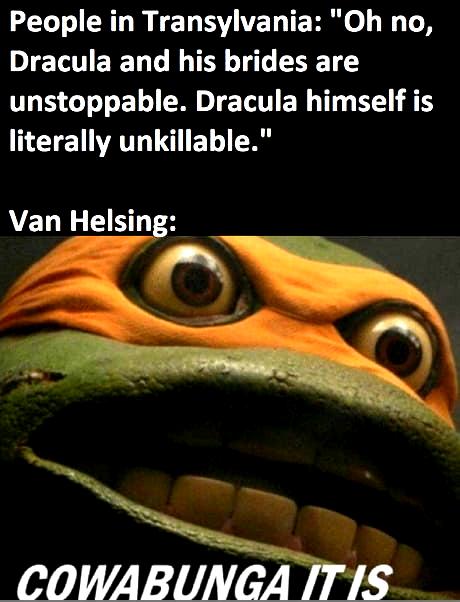 People in Transylvania: "Oh no,
Dracula and his brides are
unstoppable. Dracula himself is
literally unkillable."
Van Helsing:
COWABUNGA IT IS